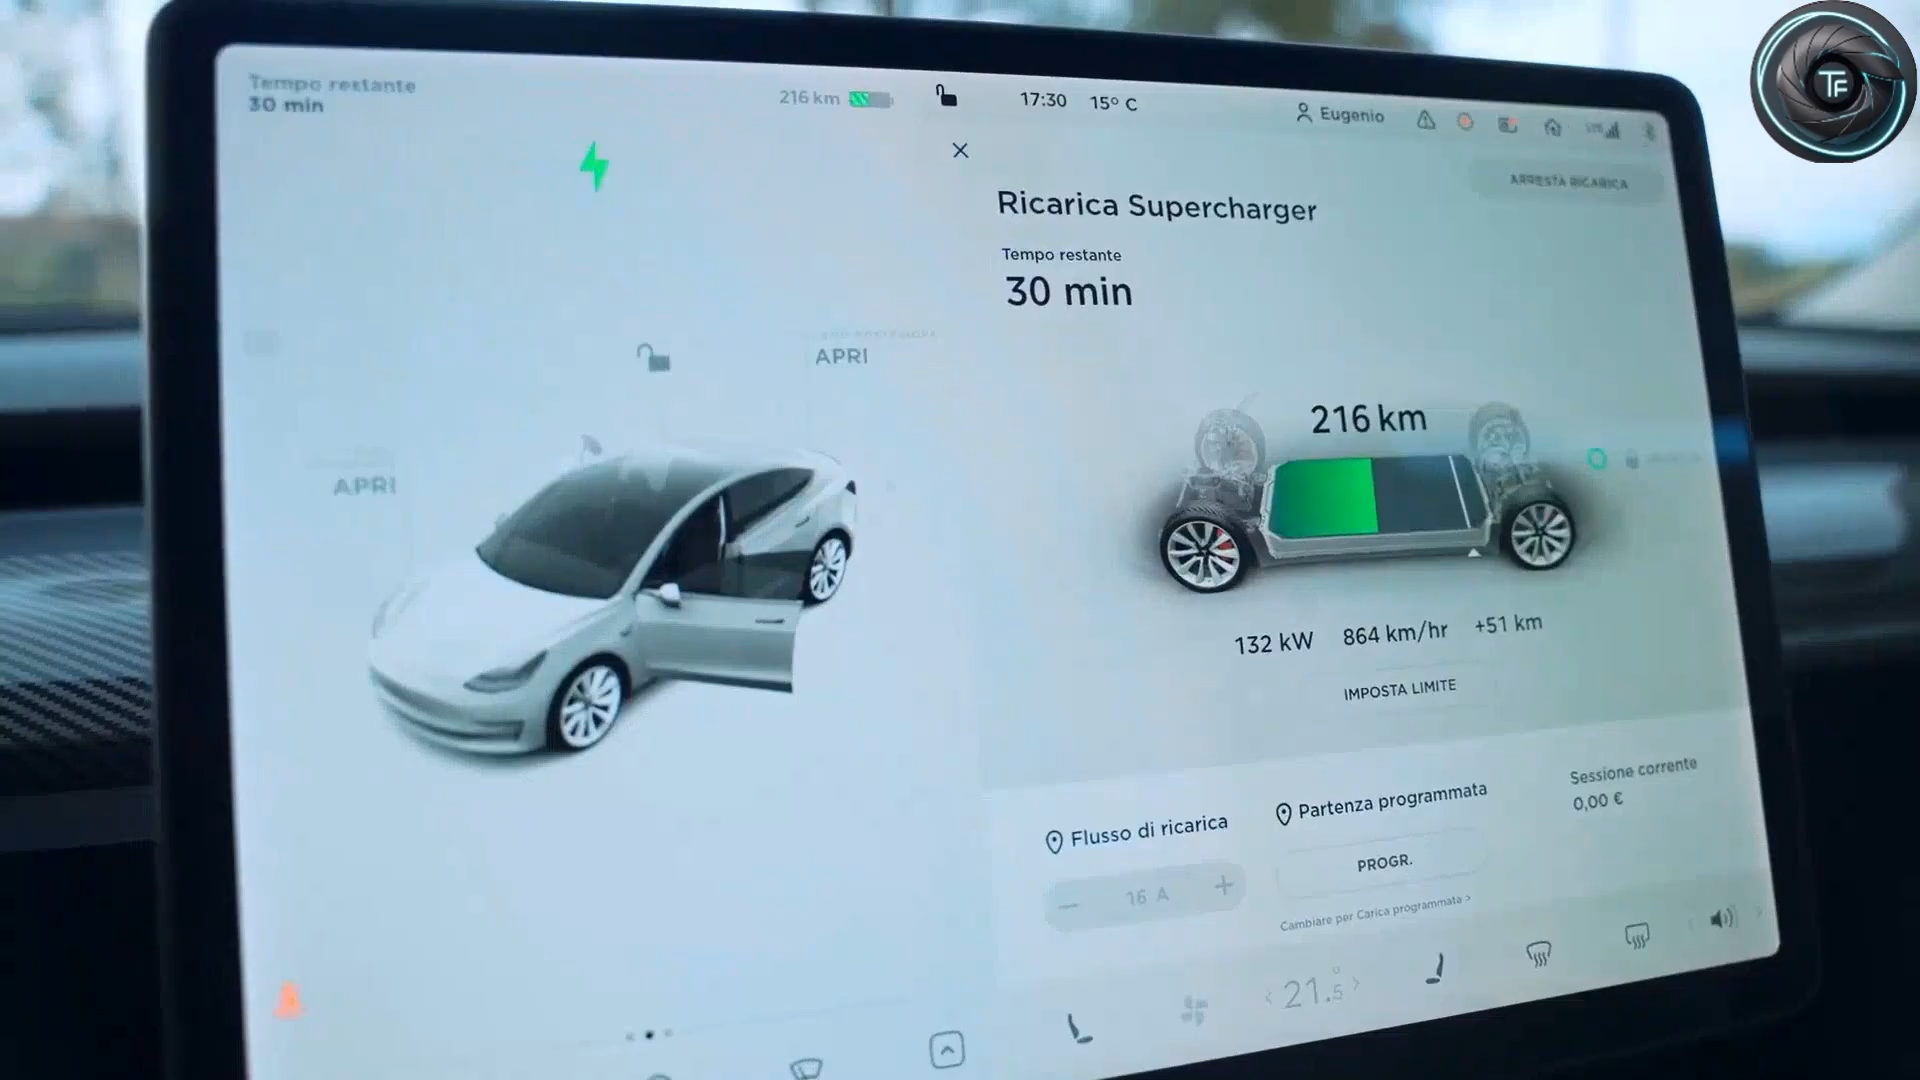 Tempo restante
30 min
216 km
17:30
15° C
Eugenio
LTE
ARRESTA RICARICA
Ricarica Supercharger
Tempo restante
30 min
APRI
APRI
216 km
132 kW
864 km/hr
+51 km
IMPOSTA LIMITE
Flusso di ricarica
16 A
Partenza programmata
PROGR.
Cambiare per Carica programmata >
Sessione corrente
0,00 €
21.5°
TF